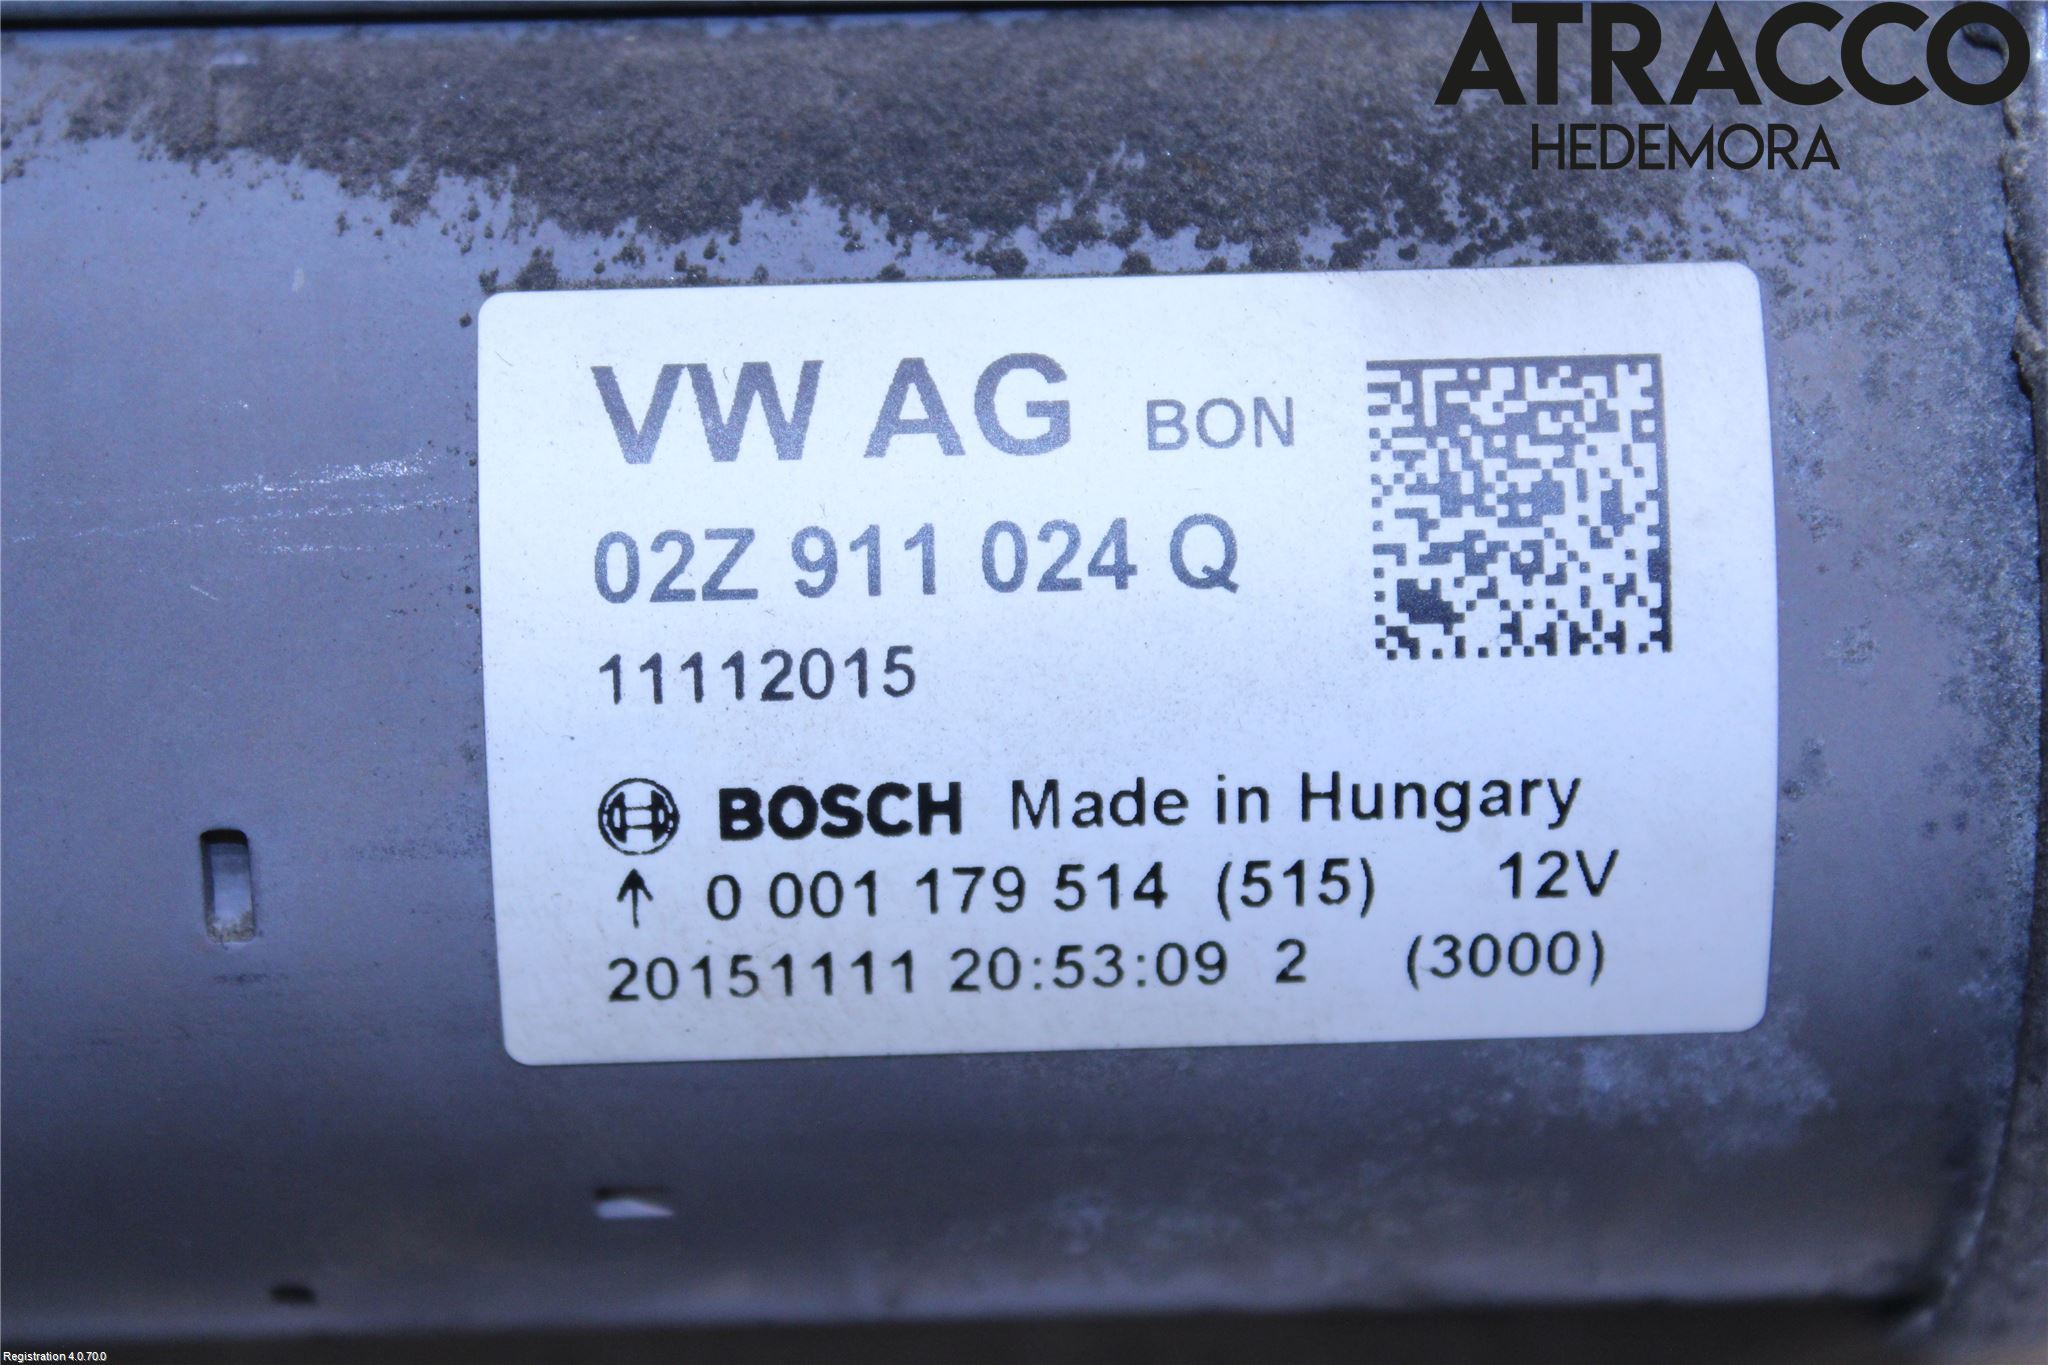 ATRACCO
HEDEMORA
VW AG BON
02Z 911 024 Q
11112015
BOSCH Made in Hungary
↑ 0 001 179 514 (515) 12V
20151111 20:53:09 2 (3000)
Registration 4.0.70.0